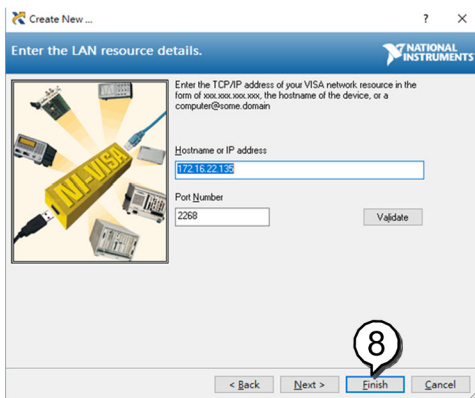 Create New ...
? X
Enter the LAN resource details.
NATIONAL
INSTRUMENTS
Enter the TCP/IP address of your VISA network resource in the
form of xxx.xxx.xxx.xxx, the hostname of the device, or a
computer@some.domain
NI-VISA
Hostname or IP address
172.16.22.135
Port Number
2268
Validate
8
< Back
Next >
Finish
Cancel